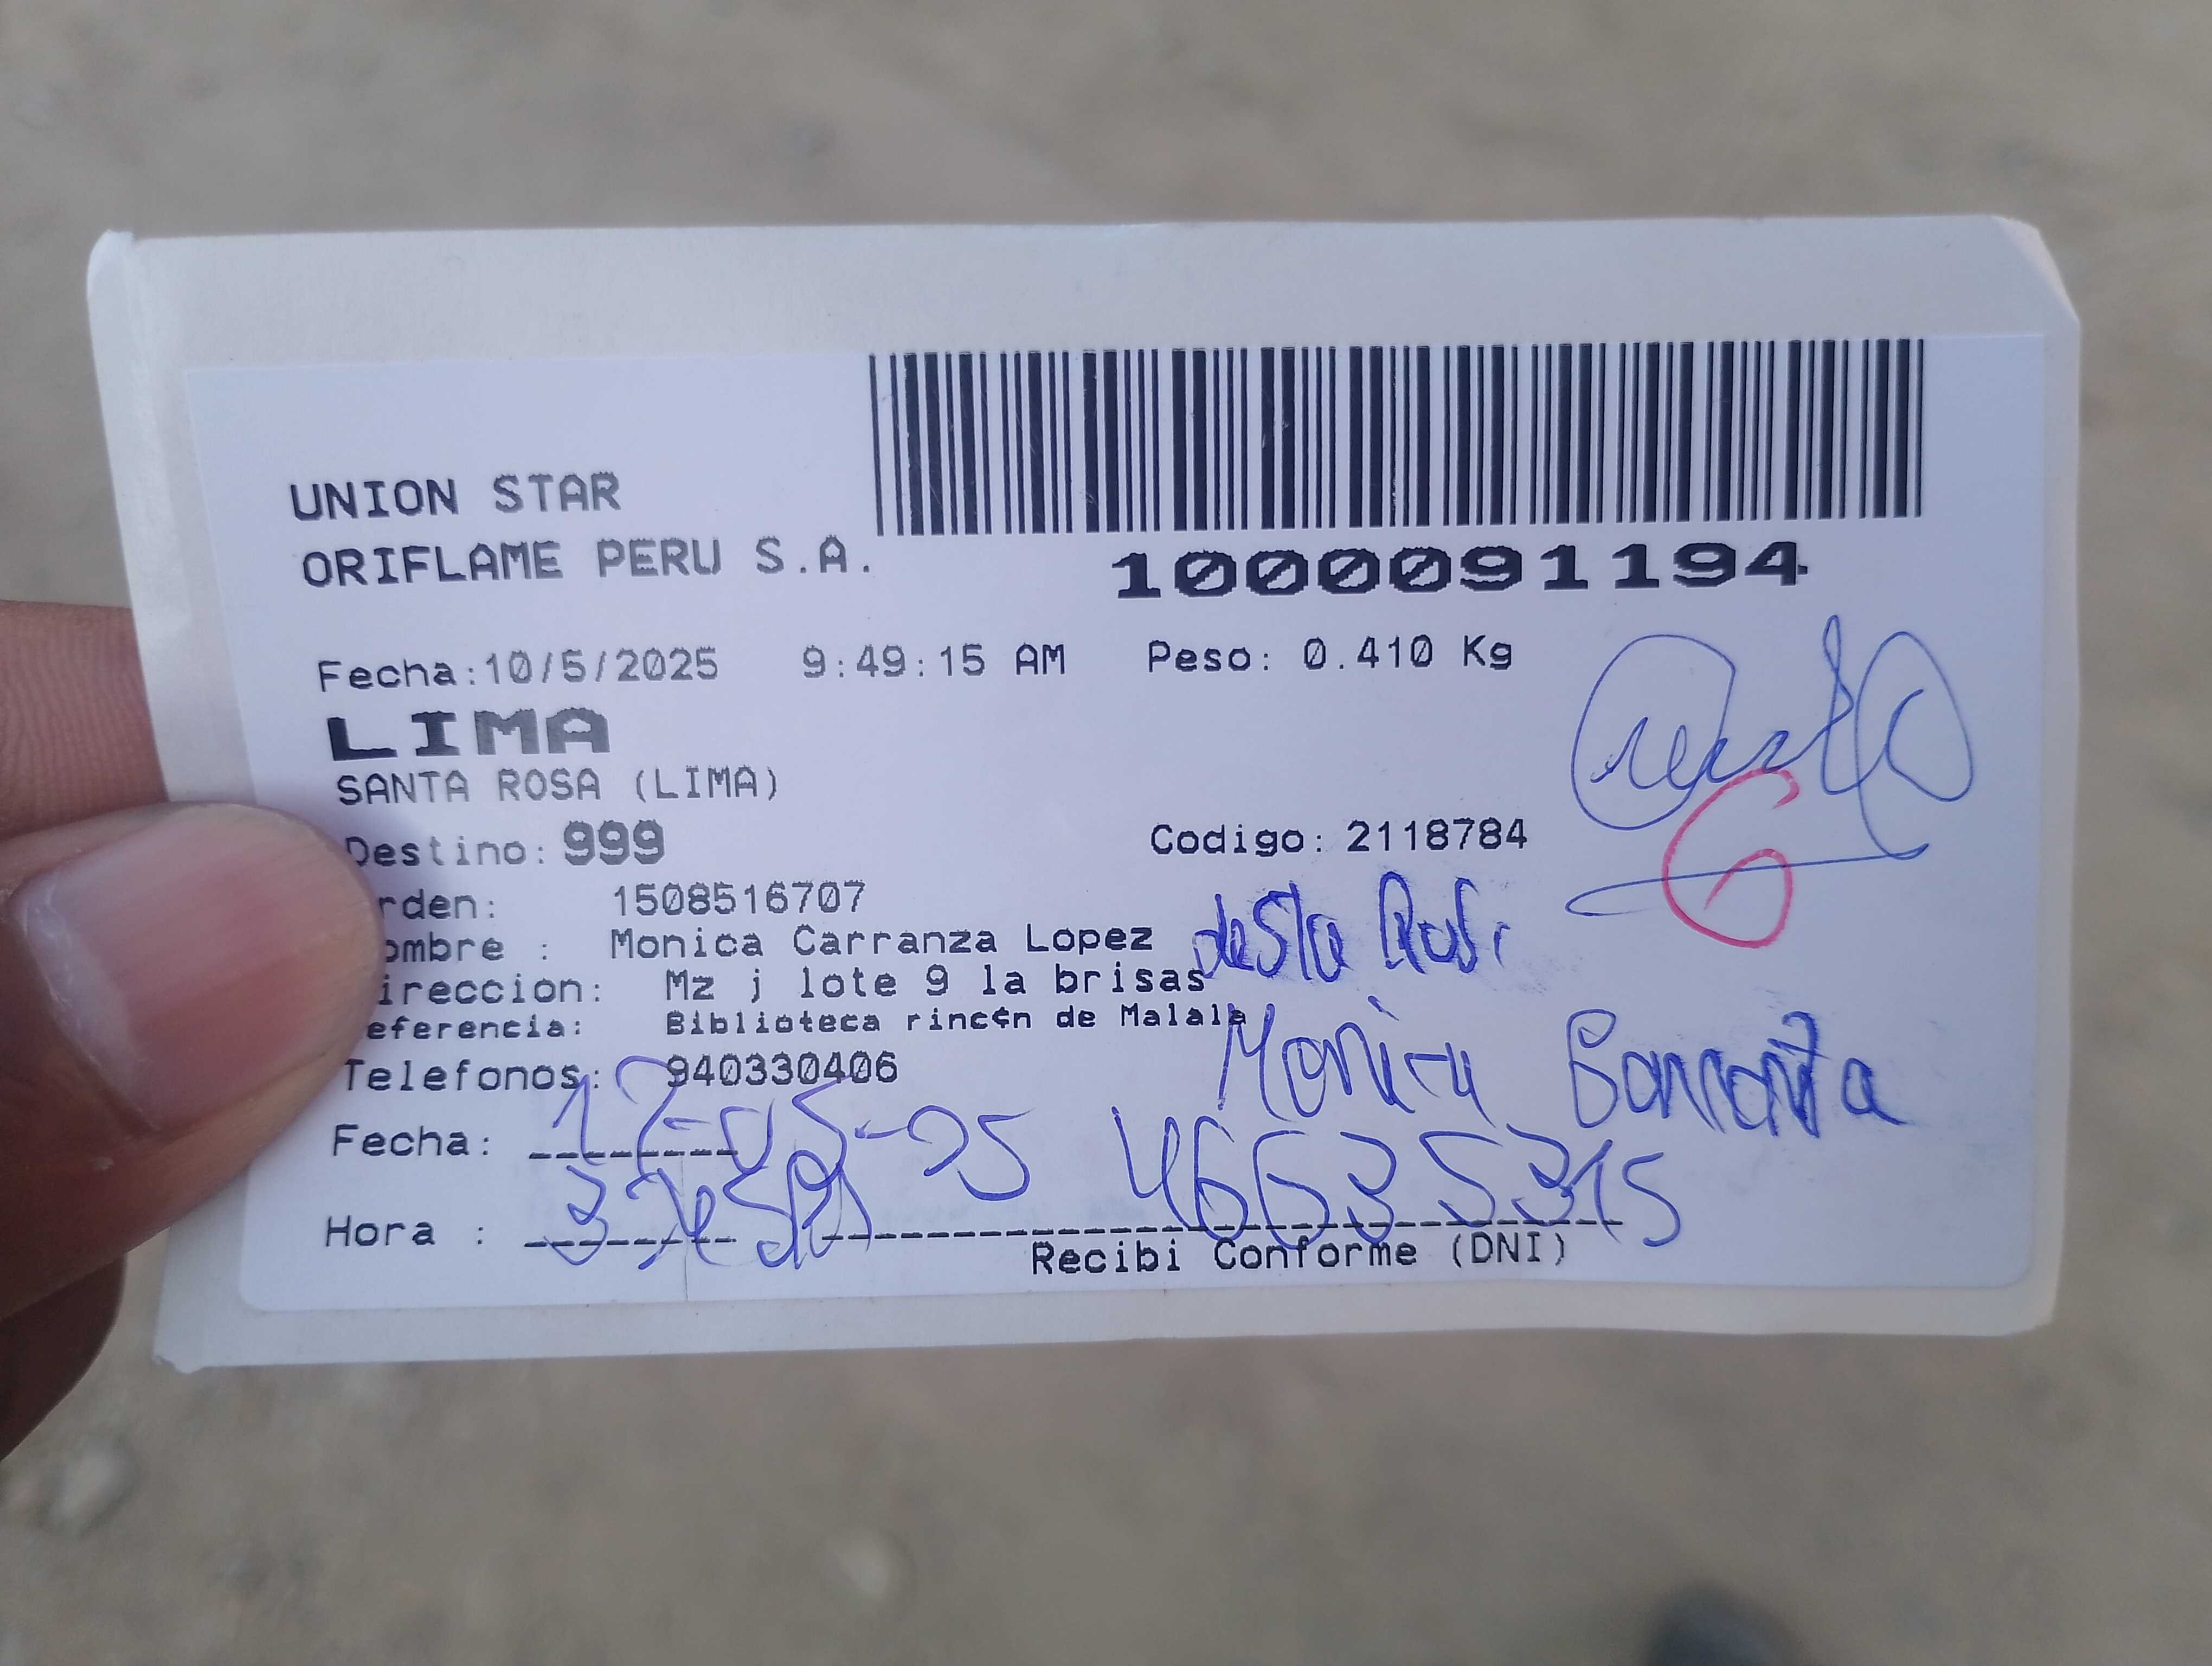 UNION STAR
ORIFLAME PERU S.A.
1000091194
Fecha:10/5/2025 9:49:15 AM Peso: 0.410 Kg
LIMA
SANTA ROSA (LIMA)
Destino: 999 Codigo: 2118784
6
rden: 1508516707
ombre : Monica Carranza Lopez
ireccion: Mz j lote 9 la brisas
eferencia: Biblioteca rinc¢n de Malala
Telefonos: 940330406
Monica
Fecha: 12-05-25
Hora : 46635315
Recibi Conforme (DNI)